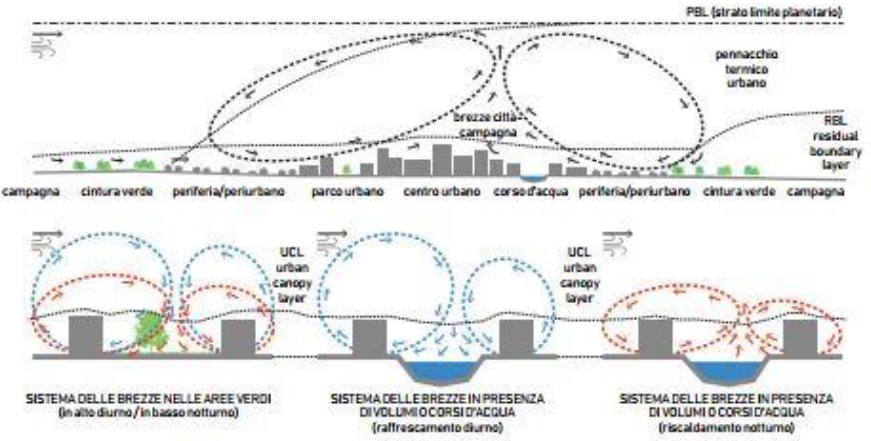 PBL (strato limite planetario)
pennacchio
termico
urbano
brezze città-
campagna
RBL
residual
boundary
layer
campagna cintura verde periferia/periurbano parco urbano centro urbano corso d'acqua periferia/periurbano cintura verde campagna
UCL
urban
canopy
layer
UCL
urban
canopy
layer
SISTEMA DELLE BREZZE NELLE AREE VERDI
(in alto diurno/in basso notturno)
SISTEMA DELLE BREZZE IN PRESENZA
DI VOLUMI O CORSI D'ACQUA
(raffrescamento diurno)
SISTEMA DELLE BREZZE IN PRESENZA
DI VOLUMI O CORSI D'ACQUA
(riscaldamento notturno)